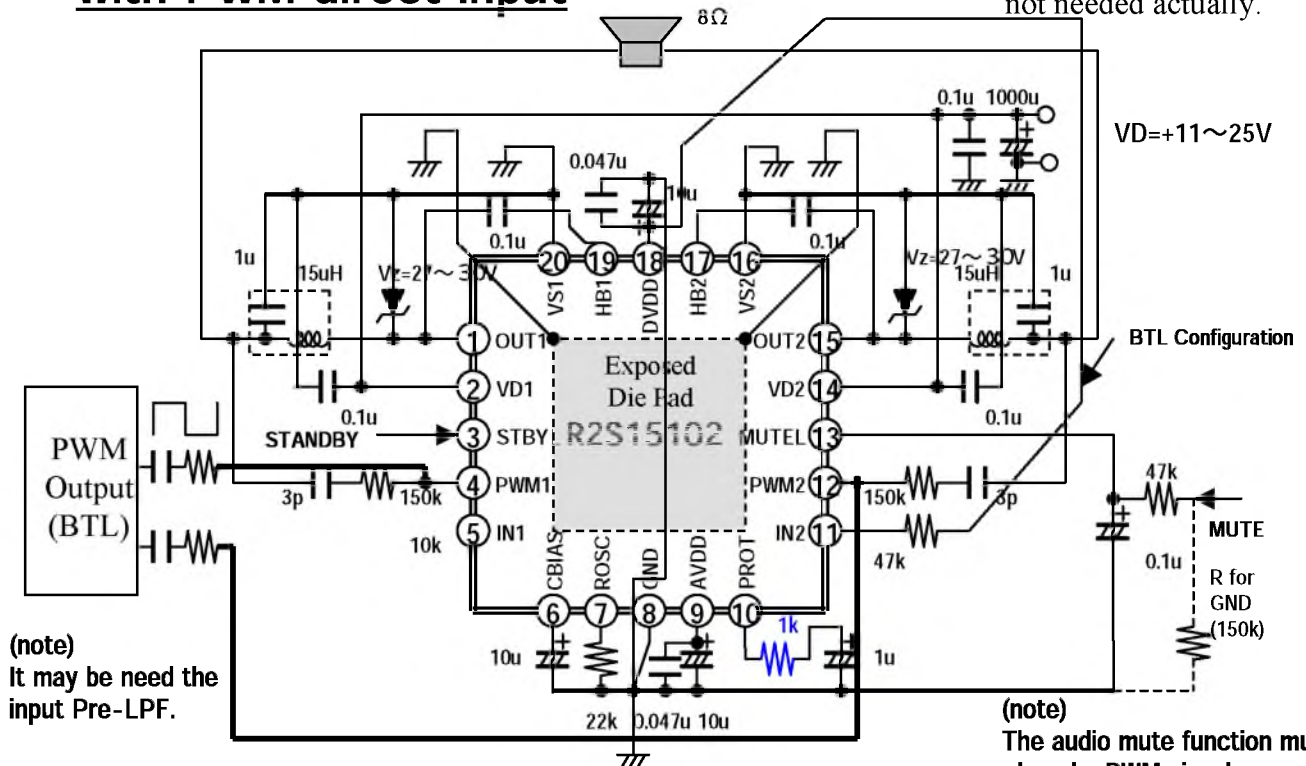 with PWM direct input
not needed actually.
8Ω
0.1u 1000u
VD=+11～25V
0.047u
0.1u
0.1u
1u
15uH
Vz=27～30V
Vz=27～30V
15uH
1u
20
19
18
17
16
VS1
HB1
DVDD
HB2
VS2
1
OUT1
OUT2
15
BTL Configuration
Exposed
Die Pad
2
VD1
VD2
14
0.1u
0.1u
STANDBY
3
STBY
R2S15102
MUTEL
13
PWM
Output
(BTL)
3p
150k
4
PWM1
PWM2
12
150k
3p
47k
MUTE
10k
5
IN1
IN2
11
47k
0.1u
R for
GND
(150k)
CBIAS
ROSC
GND
AVDD
PROT
6
7
8
9
10
1k
10u
1u
22k
0.047u
10u
(note)
It may be need the
input Pre-LPF.
(note)
The audio mute function